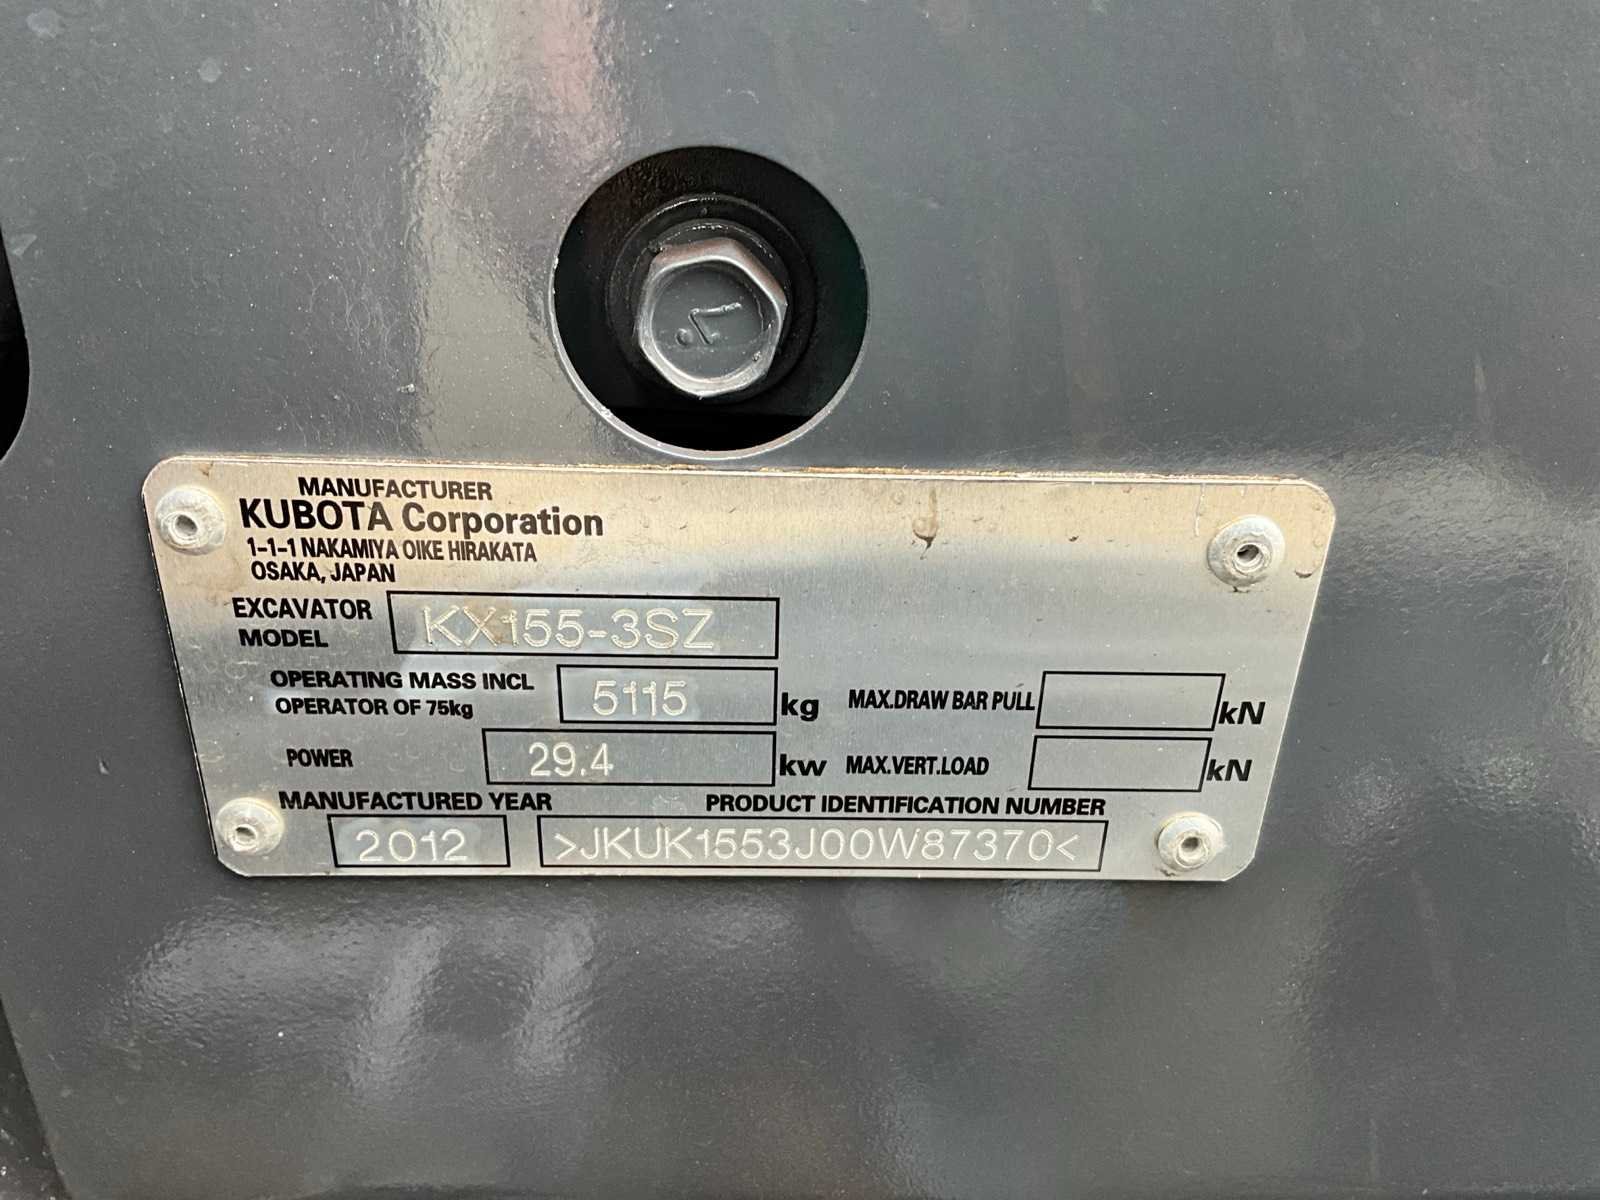 MANUFACTURER
KUBOTA Corporation
1-1-1 NAKAMIYA OIKE HIRAKATA
OSAKA, JAPAN
EXCAVATOR MODEL KX155-3SZ
OPERATING MASS INCL OPERATOR OF 75kg 5115 kg MAX.DRAW BAR PULL kN
POWER 29.4 kw MAX.VERT.LOAD kN
MANUFACTURED YEAR PRODUCT IDENTIFICATION NUMBER
2012 >JKUK1553J00W87370<
7.